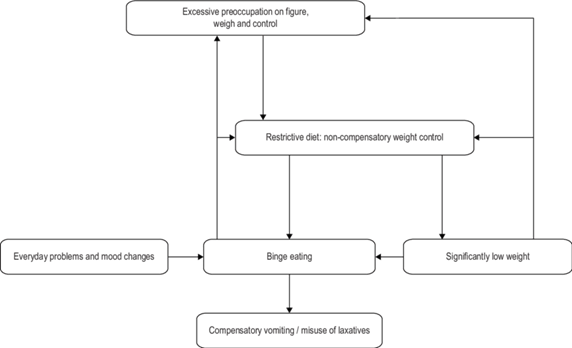 Excessive preoccupation on figure,
weigh and control
Restrictive diet: non-compensatory weight control
Everyday problems and mood changes
Binge eating
Significantly low weight
Compensatory vomiting / misuse of laxatives